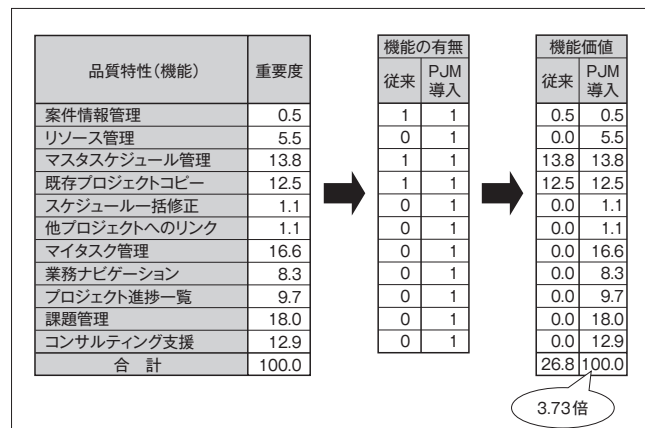 品質特性(機能) 重要度 機能の有無 機能価値
従来 PJM導入 従来 PJM導入
案件情報管理 0.5 1 1 0.5 0.5
リソース管理 5.5 0 1 0.0 5.5
マスタスケジュール管理 13.8 1 1 13.8 13.8
既存プロジェクトコピー 12.5 1 1 12.5 12.5
スケジュール一括修正 1.1 0 1 0.0 1.1
他プロジェクトへのリンク 1.1 0 1 0.0 1.1
マイタスク管理 16.6 0 1 0.0 16.6
業務ナビゲーション 8.3 0 1 0.0 8.3
プロジェクト進捗一覧 9.7 0 1 0.0 9.7
課題管理 18.0 0 1 0.0 18.0
コンサルティング支援 12.9 0 1 0.0 12.9
合 計 100.0 26.8 100.0
3.73倍